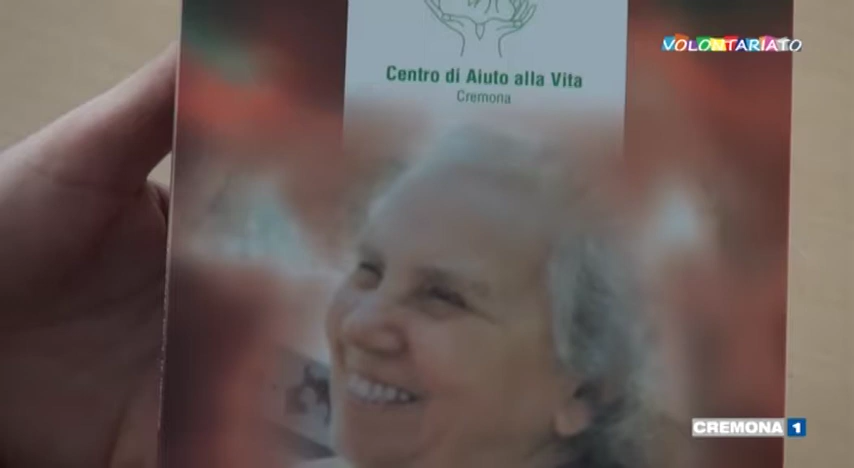 VOLONTARIATO
Centro di Aiuto alla Vita
Cremona
CREMONA 1